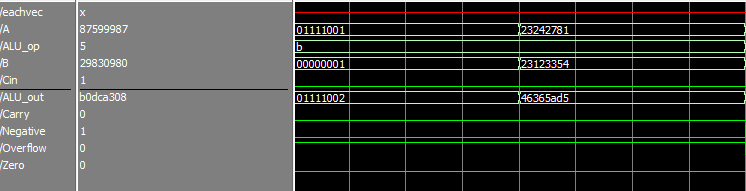 /eachvec x
/A 87599987 01111001 23242781
/ALU_op 5 b
/B 29830980 00000001 23123354
/Cin 1
/ALU_out b0dca308 01111002 46365ad5
/Carry 0
/Negative 1
/Overflow 0
/Zero 0